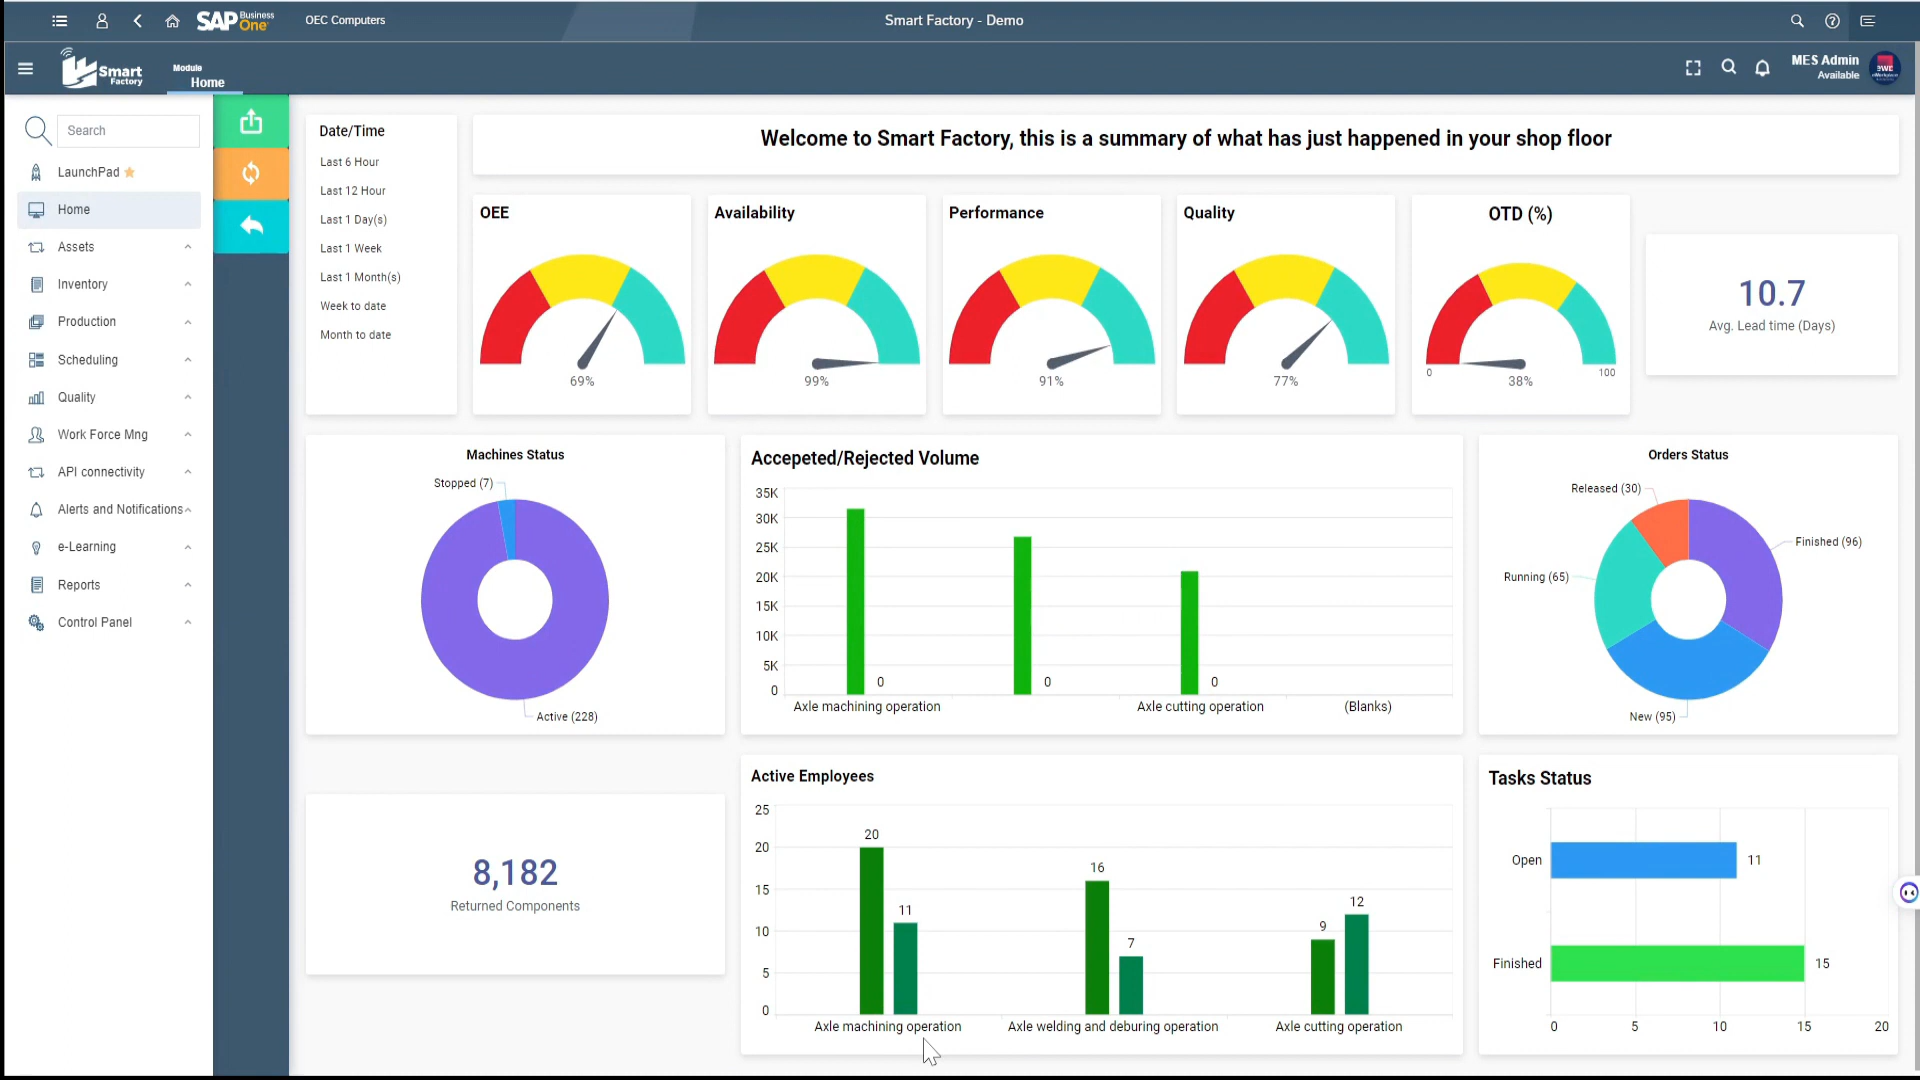 SAP Business One
OEC Computers
Smart Factory - Demo
Smart Factory
Module
Home
MES Admin
Available
Search
LaunchPad
Home
Assets
Inventory
Production
Scheduling
Quality
Work Force Mng
API connectivity
Alerts and Notifications
e-Learning
Reports
Control Panel
Date/Time
Last 6 Hour
Last 12 Hour
Last 1 Day(s)
Last 1 Week
Last 1 Month(s)
Week to date
Month to date
Welcome to Smart Factory, this is a summary of what has just happened in your shop floor
OEE
69%
Availability
99%
Performance
91%
Quality
77%
OTD (%)
0
100
38%
10.7
Avg. Lead time (Days)
Machines Status
Stopped (7)
Active (228)
Accepeted/Rejected Volume
35K
30K
25K
20K
15K
10K
5K
0
0
0
0
Axle machining operation
Axle cutting operation
(Blanks)
Orders Status
Released (30)
Finished (96)
Running (65)
New (95)
8,182
Returned Components
Active Employees
25
20
15
10
5
0
20
11
16
7
9
12
Axle machining operation
Axle welding and deburing operation
Axle cutting operation
Tasks Status
Open
11
Finished
15
0 5 10 15 20